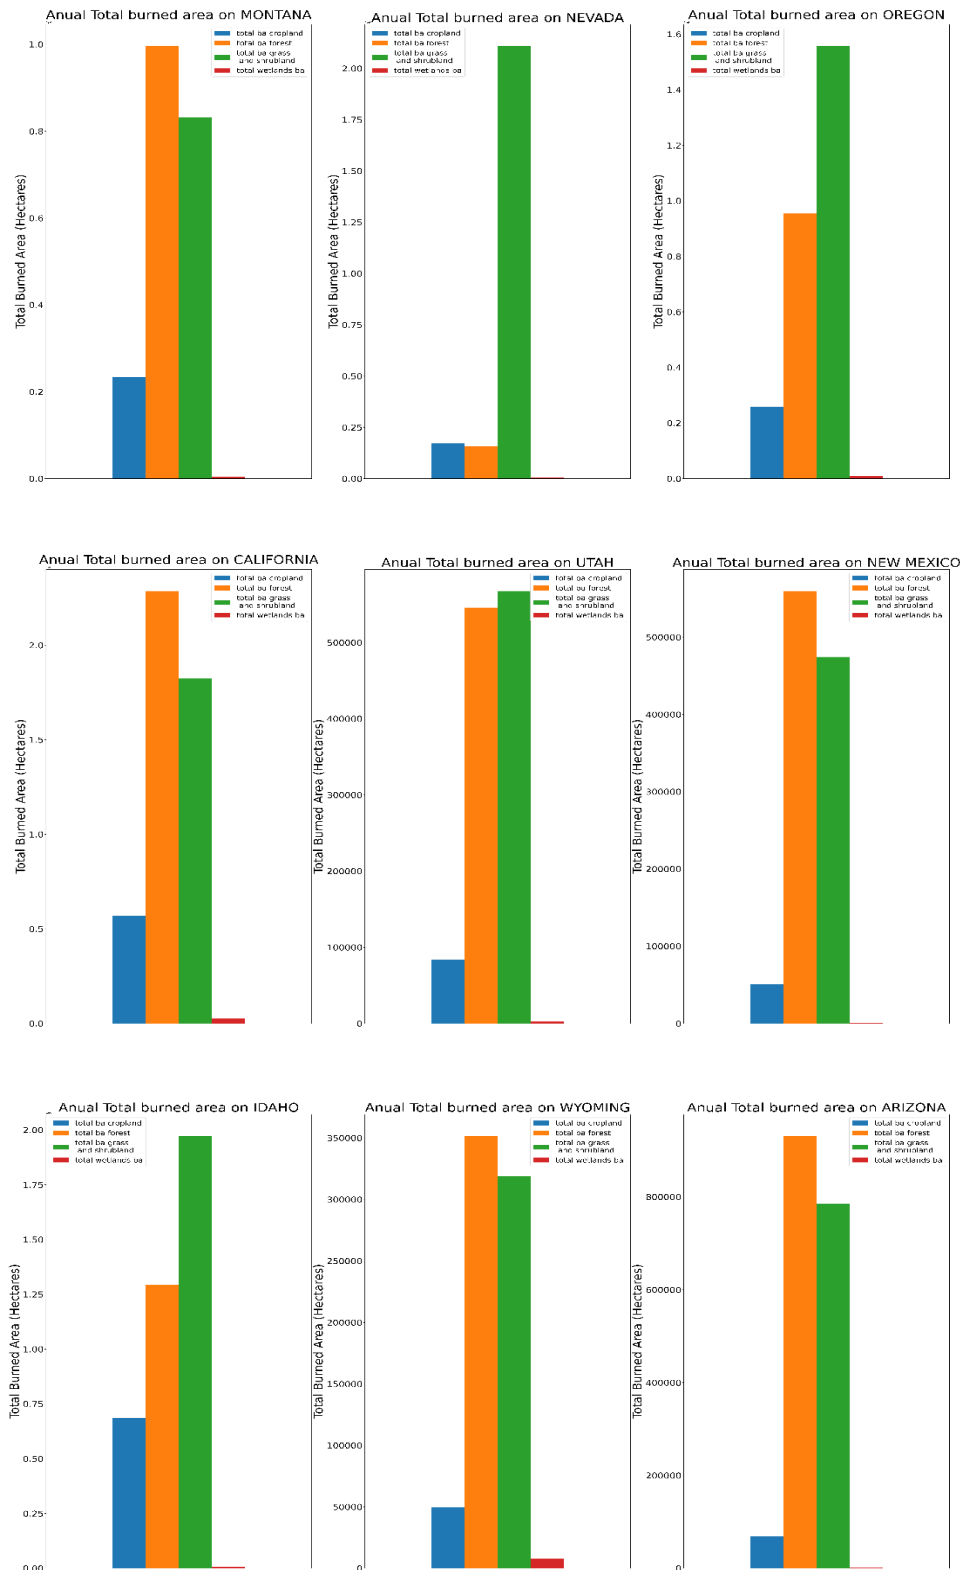 Anual Total burned area on MONTANA
total ba cropland
total ba forest
total ba grass
and shrubland
total wetlands ba
Total Burned Area (Hectares)
1.0
0.8
0.6
0.4
0.2
0.0
Anual Total burned area on NEVADA
total ba cropland
total ba forest
total ba grass
and shrubland
total wetlands ba
Total Burned Area (Hectares)
2.00
1.75
1.50
1.25
1.00
0.75
0.50
0.25
0.00
Anual Total burned area on OREGON
total ba cropland
total ba forest
total ba grass
and shrubland
total wetlands ba
Total Burned Area (Hectares)
1.6
1.4
1.2
1.0
0.8
0.6
0.4
0.2
0.0
Anual Total burned area on CALIFORNIA
total ba cropland
total ba forest
total ba grass
and shrubland
total wetlands ba
Total Burned Area (Hectares)
2.0
1.5
1.0
0.5
0.0
Anual Total burned area on UTAH
total ba cropland
total ba forest
total ba grass
and shrubland
total wetlands ba
Total Burned Area (Hectares)
500000
400000
300000
200000
100000
0
Anual Total burned area on NEW MEXICO
total ba cropland
total ba forest
total ba grass
and shrubland
total wetlands ba
Total Burned Area (Hectares)
500000
400000
300000
200000
100000
0
Anual Total burned area on IDAHO
total ba cropland
total ba forest
total ba grass
and shrubland
total wetlands ba
Total Burned Area (Hectares)
2.00
1.75
1.50
1.25
1.00
0.75
0.50
0.25
0.00
Anual Total burned area on WYOMING
total ba cropland
total ba forest
total ba grass
and shrubland
total wetlands ba
Total Burned Area (Hectares)
350000
300000
250000
200000
150000
100000
50000
0
Anual Total burned area on ARIZONA
total ba cropland
total ba forest
total ba grass
and shrubland
total wetlands ba
Total Burned Area (Hectares)
800000
600000
400000
200000
0